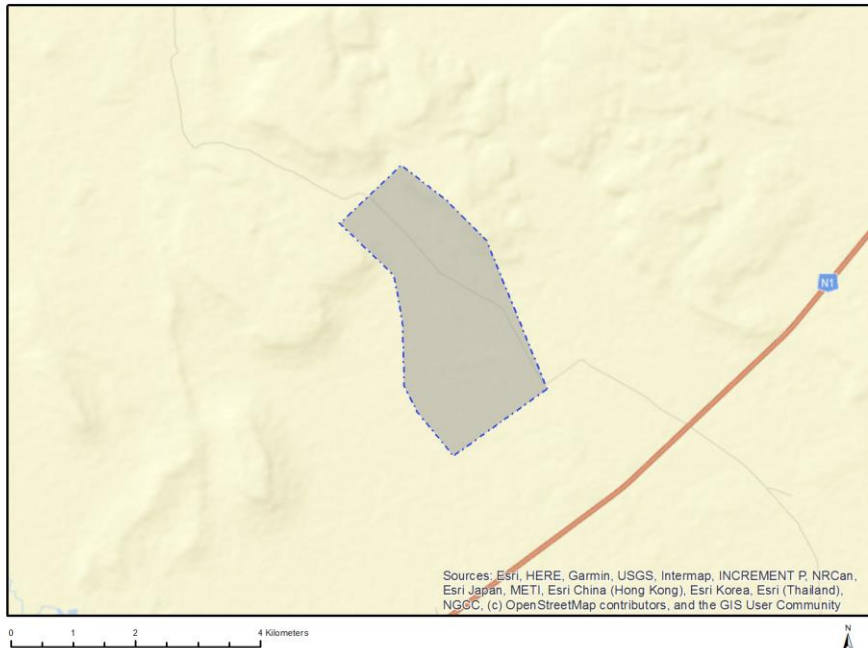 N1
Sources: Esri, HERE, Garmin, USGS, Intermap, INCREMENT P, NRCan,
Esri Japan, METI, Esri China (Hong Kong), Esri Korea, Esri (Thailand),
NGCC, (c) OpenStreetMap contributors, and the GIS User Community
0 1 2 4 Kilometers
N